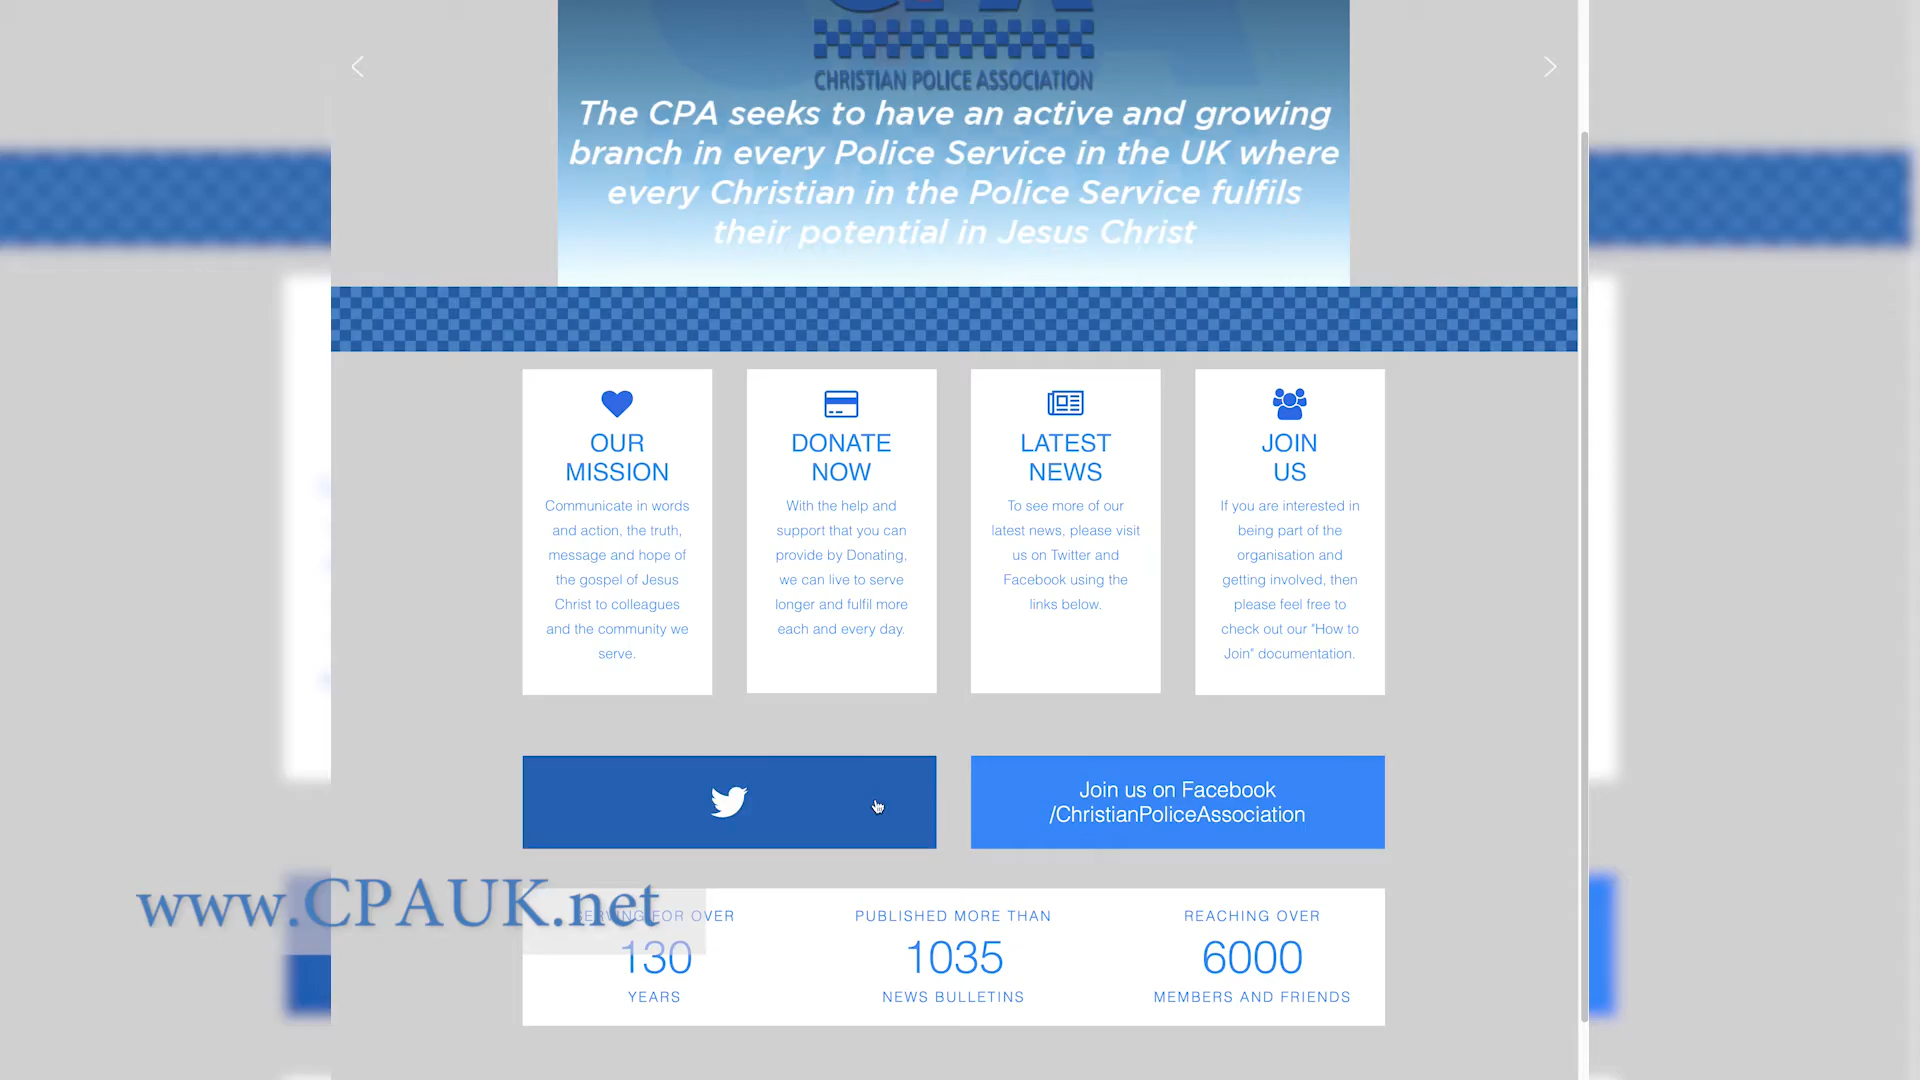 CHRISTIAN POLICE ASSOCIATION
The CPA seeks to have an active and growing
branch in every Police Service in the UK where
every Christian in the Police Service fulfils
their potential in Jesus Christ
OUR
MISSION
Communicate in words
and action, the truth,
message and hope of
the gospel of Jesus
Christ to colleagues
and the community we
serve.
DONATE
NOW
With the help and
support that you can
provide by Donating,
we can live to serve
longer and fulfil more
each and every day.
LATEST
NEWS
To see more of our
latest news, please visit
us on Twitter and
Facebook using the
links below.
JOIN
US
If you are interested in
being part of the
organisation and
getting involved, then
please feel free to
check out our "How to
Join" documentation.
Join us on Facebook
/ChristianPoliceAssociation
www.CPAUK.net
SERVING FOR OVER
130
YEARS
PUBLISHED MORE THAN
1035
NEWS BULLETINS
REACHING OVER
6000
MEMBERS AND FRIENDS